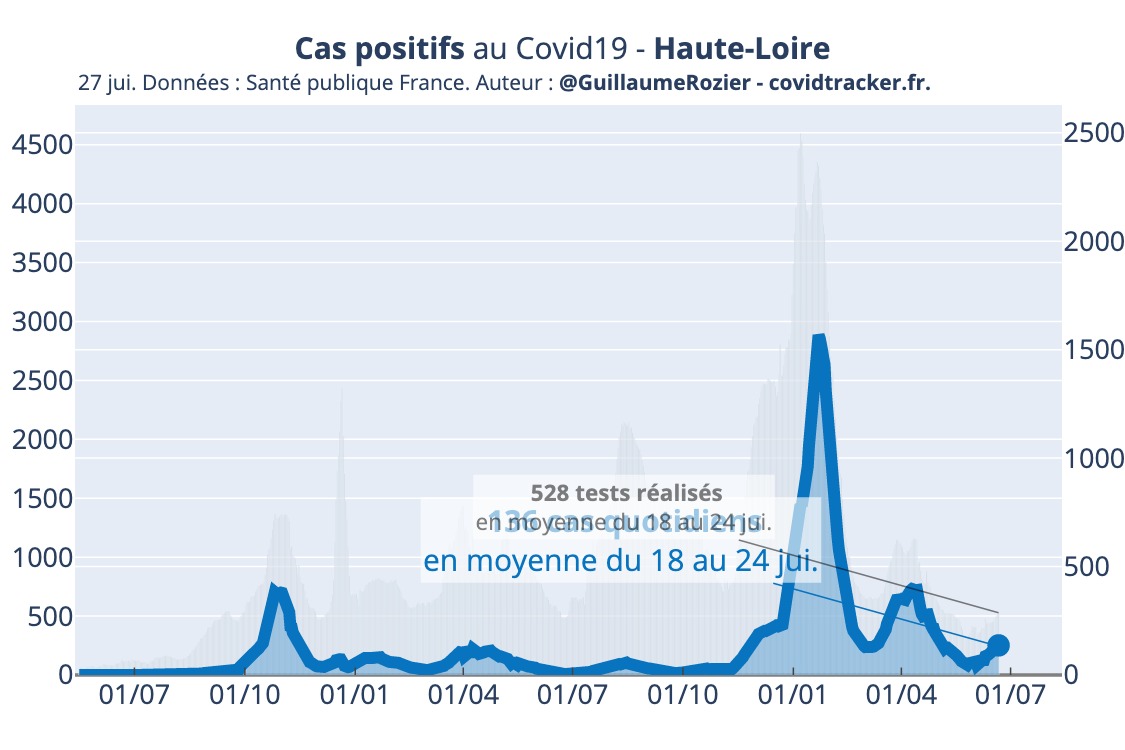 Cas positifs au Covid19 - Haute-Loire
27 jui. Données : Santé publique France. Auteur : @GuillaumeRozier - covidtracker.fr.
4500
4000
3500
3000
2500
2000
1500
1000
500
0
2500
2000
1500
1000
500
0
528 tests réalisés
en moyenne du 18 au 24 jui.
136 cas quotidiens
en moyenne du 18 au 24 jui.
01/07 01/10 01/01 01/04 01/07 01/10 01/01 01/04 01/07